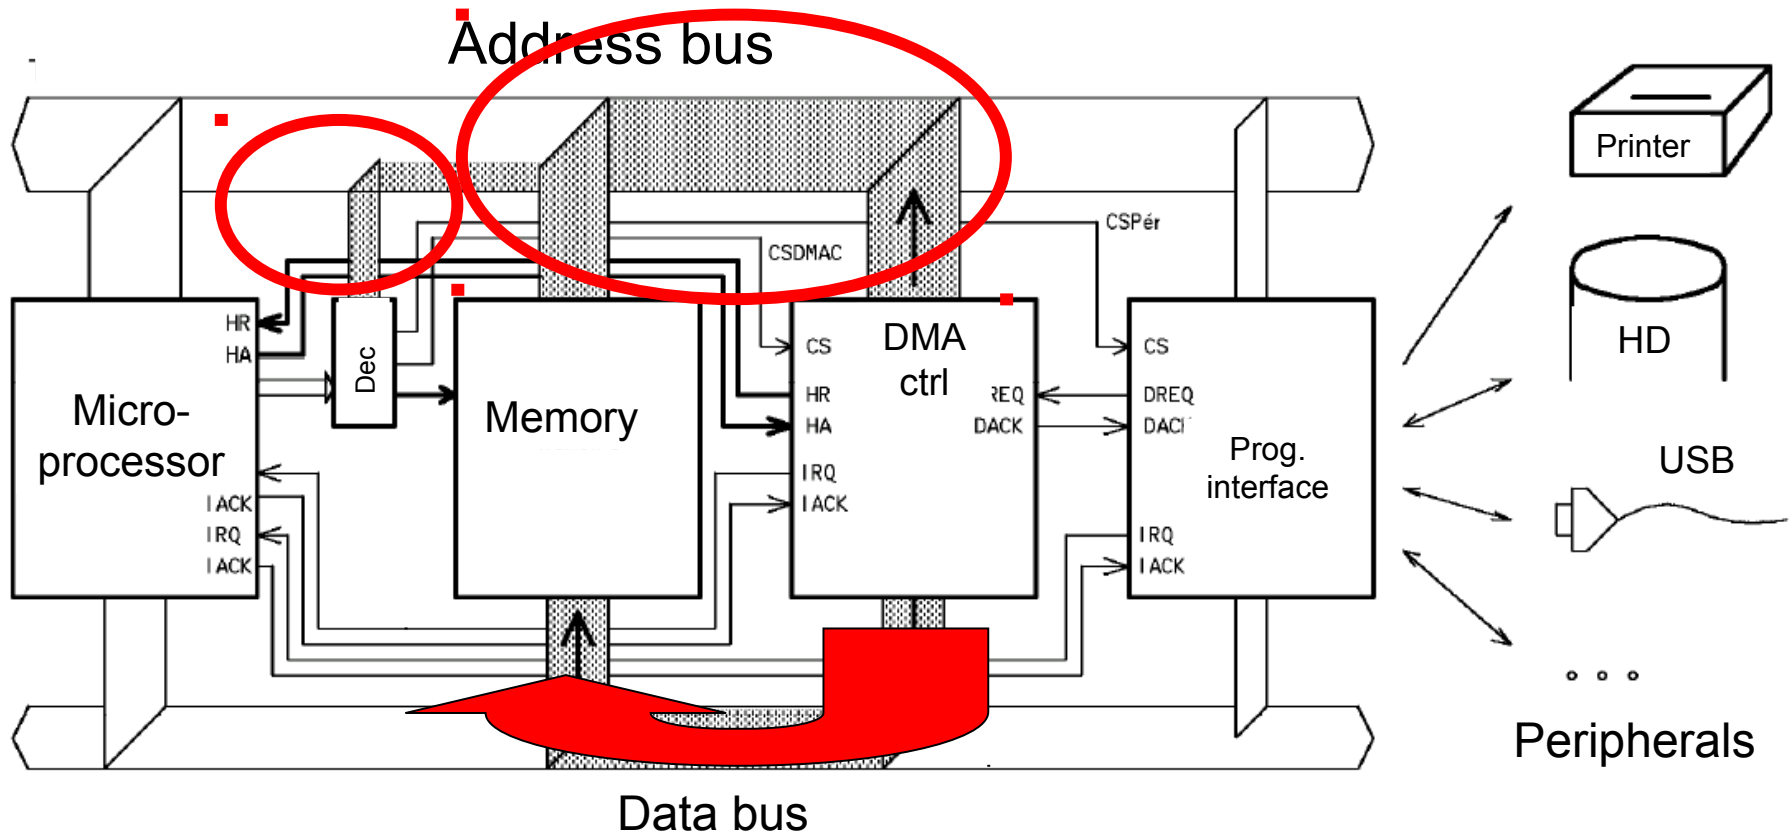 Address bus
Printer
CSPér
CSDMAC
HR
HA
Dec
Micro-
processor
IACK
IRQ
IACK
Memory
DMA
ctrl
CS
HR
HA
IRQ
IACK
REQ
DACK
CS
DREQ
Prog.
interface
IRQ
IACK
HD
USB
Peripherals
Data bus